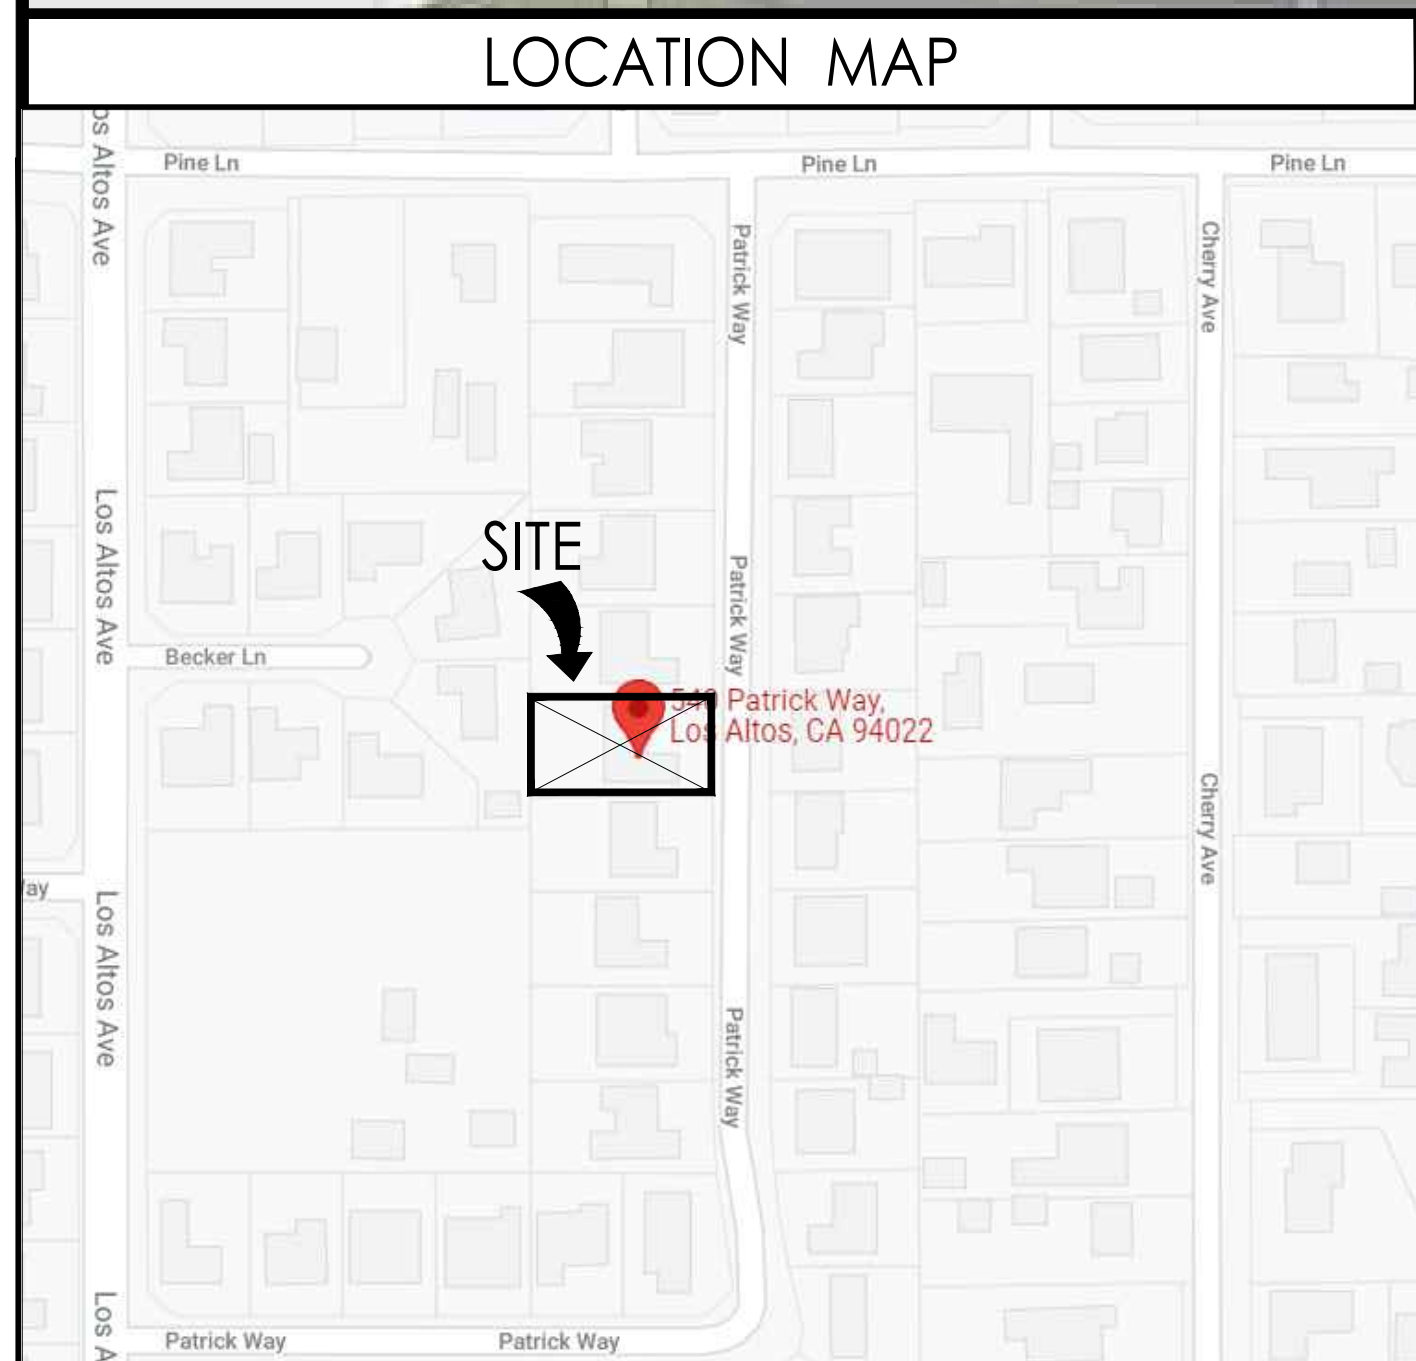 LOCATION MAP
Pine Ln
Pine Ln
Pine Ln
os Altos Ave
Patrick Way
Cherry Ave
Los Altos Ave
SITE
Patrick Way
Becker Ln
Patrick Way,
Los Altos, CA 94022
Cherry Ave
Los Altos Ave
Patrick Way
Los A
Patrick Way
Patrick Way